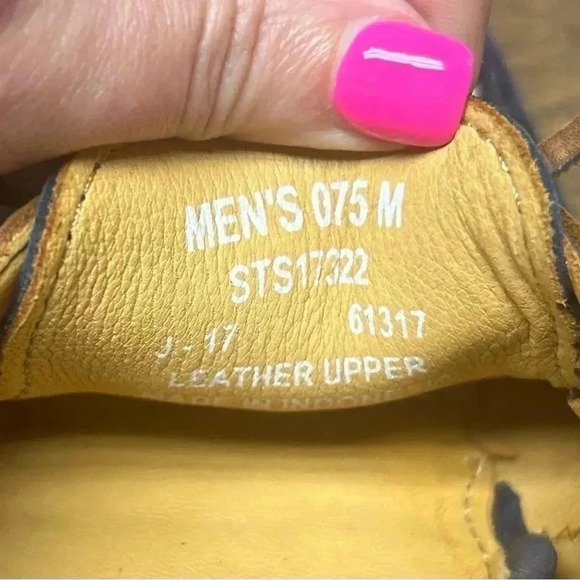 MEN'S 075 M
STS17322
J - 17 61317
LEATHER UPPER